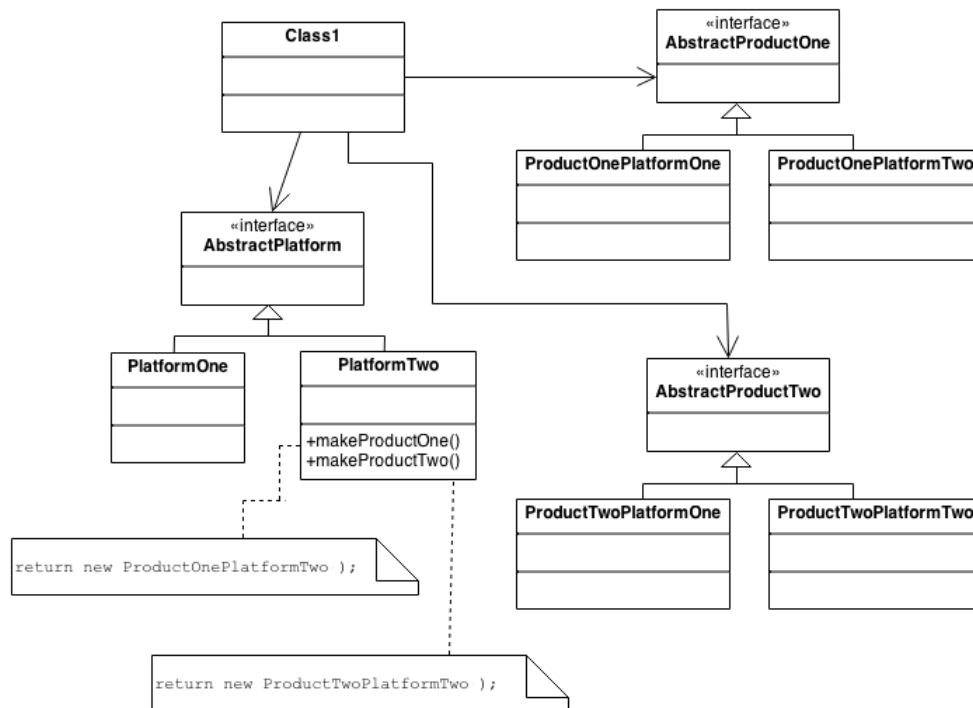 Class1
«interface»
AbstractProductOne
ProductOnePlatformOne
ProductOnePlatformTwo
«interface»
AbstractPlatform
PlatformOne
PlatformTwo
+makeProductOne()
+makeProductTwo()
«interface»
AbstractProductTwo
ProductTwoPlatformOne
ProductTwoPlatformTwo
return new ProductOnePlatformTwo );
return new ProductTwoPlatformTwo );